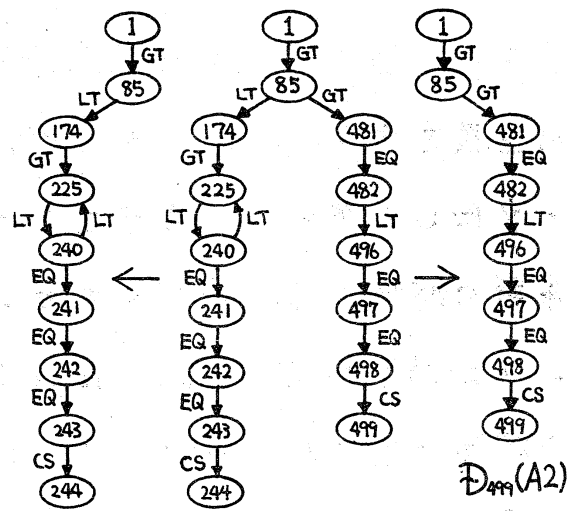 1 1 1
GT GT GT
85 85 85
LT LT GT GT
174 174 481 481
GT GT EQ EQ
225 225 482 482
LT LT LT LT LT LT
240 240 496 496
EQ EQ EQ EQ
241 241 497 497
EQ EQ EQ EQ
242 242 498 498
EQ EQ CS CS
243 243 499 499
CS CS
244 244
Đ499(A2)